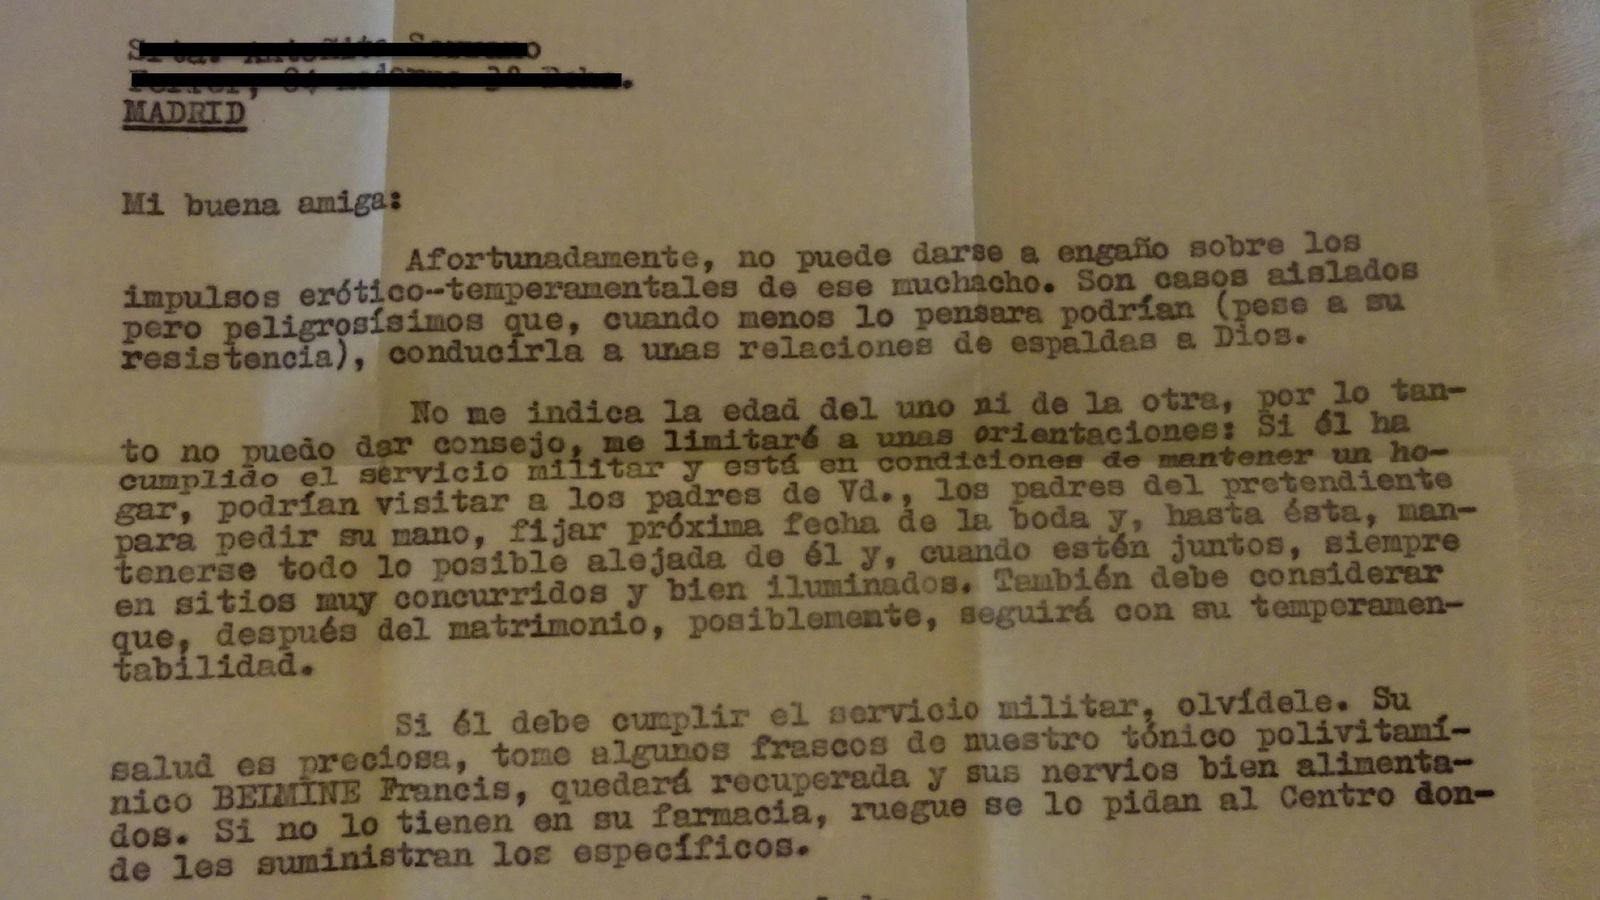 MADRID
Mi buena amiga:
Afortunadamente, no puede darse a engaño sobre los
impulsos erótico--temperamentales de ese muchacho. Son casos aislados
pero peligrosísimos que, cuando menos lo pensara podrían (pese a su
resistencia), conducirla a unas relaciones de espaldas a Dios.
No me indica la edad del uno ni de la otra, por lo tan-
to no puedo dar consejo, me limitaré a unas orientaciones: Si él ha
cumplido el servicio militar y está en condiciones de mantener un ho-
gar, podrían visitar a los padres de Vd., los padres del pretendiente
para pedir su mano, fijar próxima fecha de la boda y, hasta ésta, man-
tenerse todo lo posible alejada de él y, cuando estén juntos, siempre
en sitios muy concurridos y bien iluminados. También debe considerar
que, después del matrimonio, posiblemente, seguirá con su temperamen-
tabilidad.
Si él debe cumplir el servicio militar, olvídele. Su
salud es preciosa, tome algunos frascos de nuestro tónico polivitamí-
nico BELMINE Francis, quedará recuperada y sus nervios bien alimenta-
dos. Si no lo tienen en su farmacia, ruegue se lo pidan al Centro don-
de les suministran los específicos.